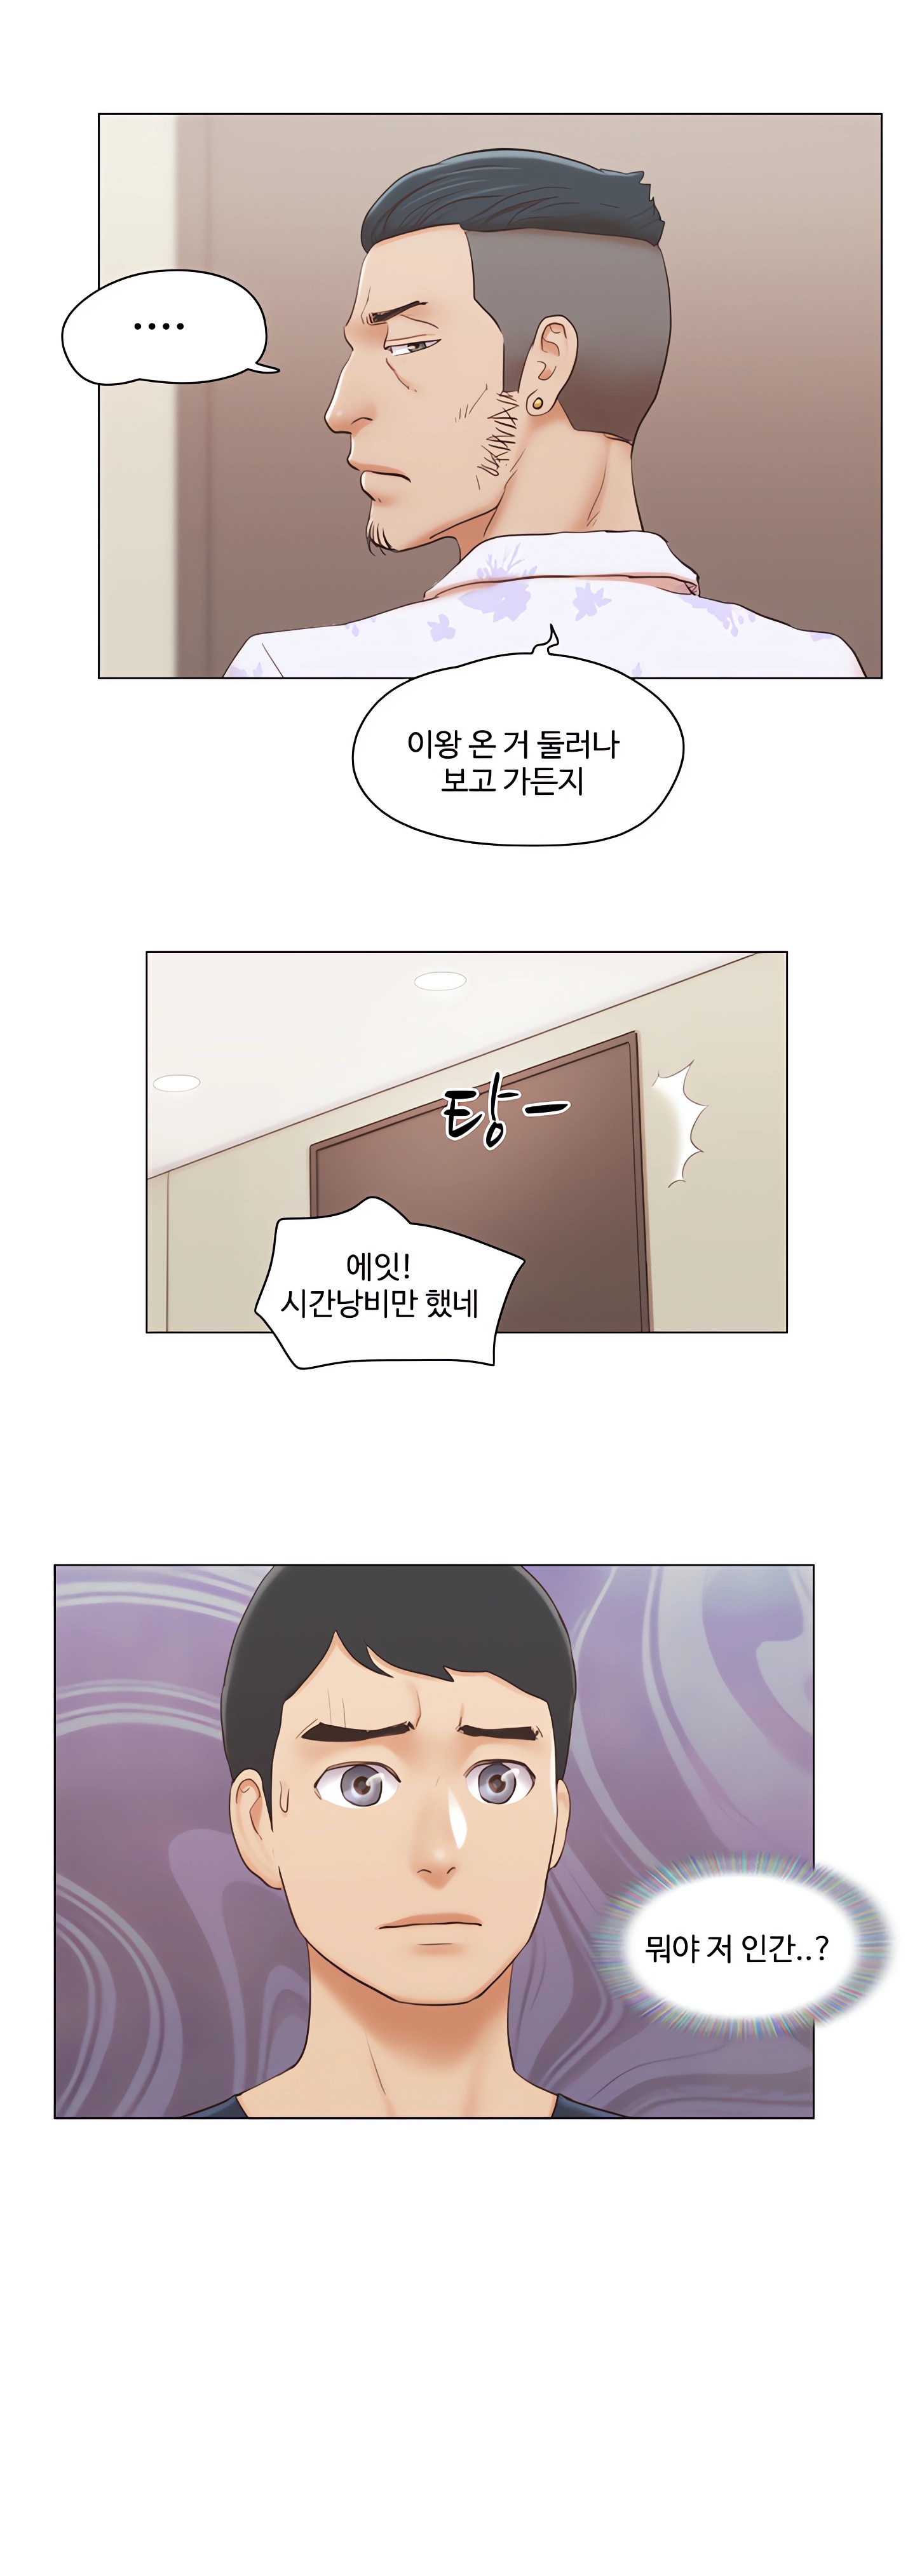 ....
이왕 온 거 둘러나
보고 가든지
탕ー
에잇!
시간낭비만 했네
뭐야 저 인간..?